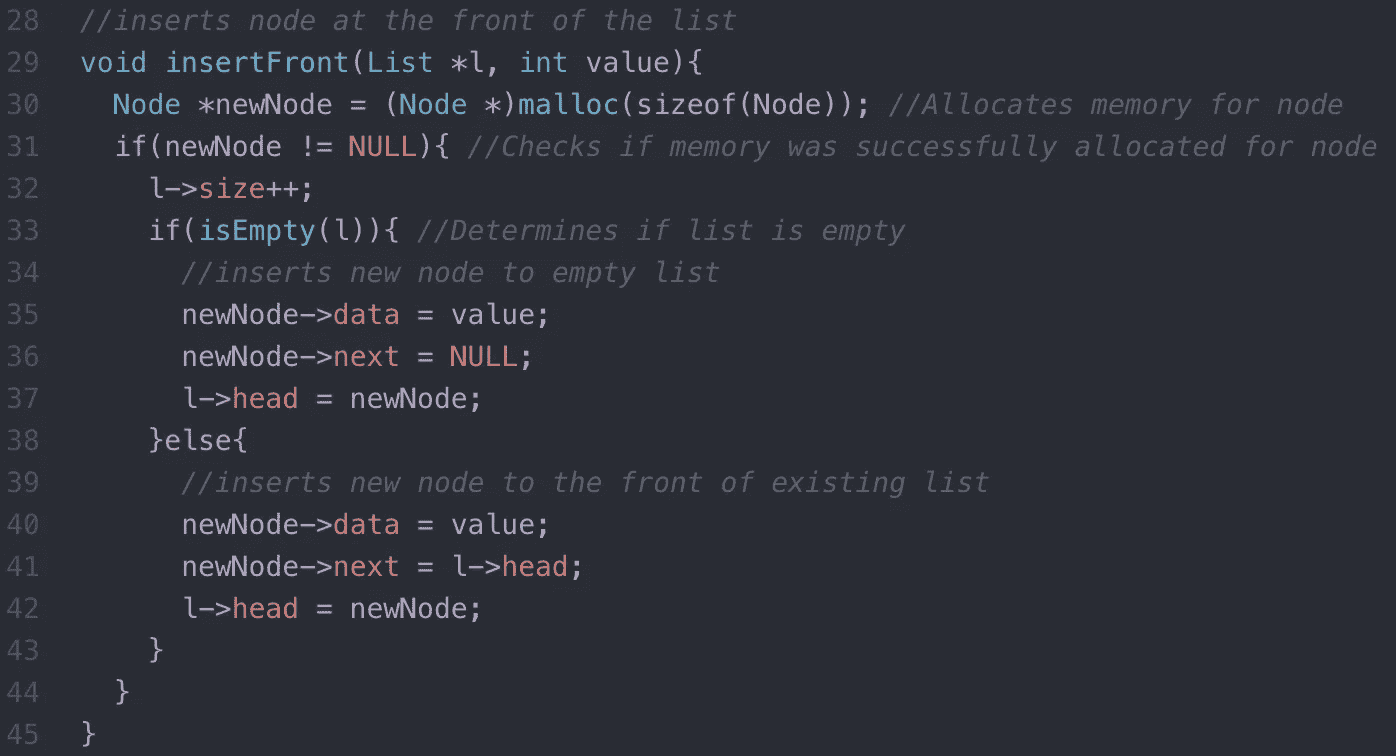 28 //inserts node at the front of the list
29 void insertFront(List *l, int value){
30 Node *newNode = (Node *)malloc(sizeof(Node)); //Allocates memory for node
31 if(newNode != NULL){ //Checks if memory was successfully allocated for node
32 l->size++;
33 if(isEmpty(l)){ //Determines if list is empty
34 //inserts new node to empty list
35 newNode->data = value;
36 newNode->next = NULL;
37 l->head = newNode;
38 }else{
39 //inserts new node to the front of existing list
40 newNode->data = value;
41 newNode->next = l->head;
42 l->head = newNode;
43 }
44 }
45 }